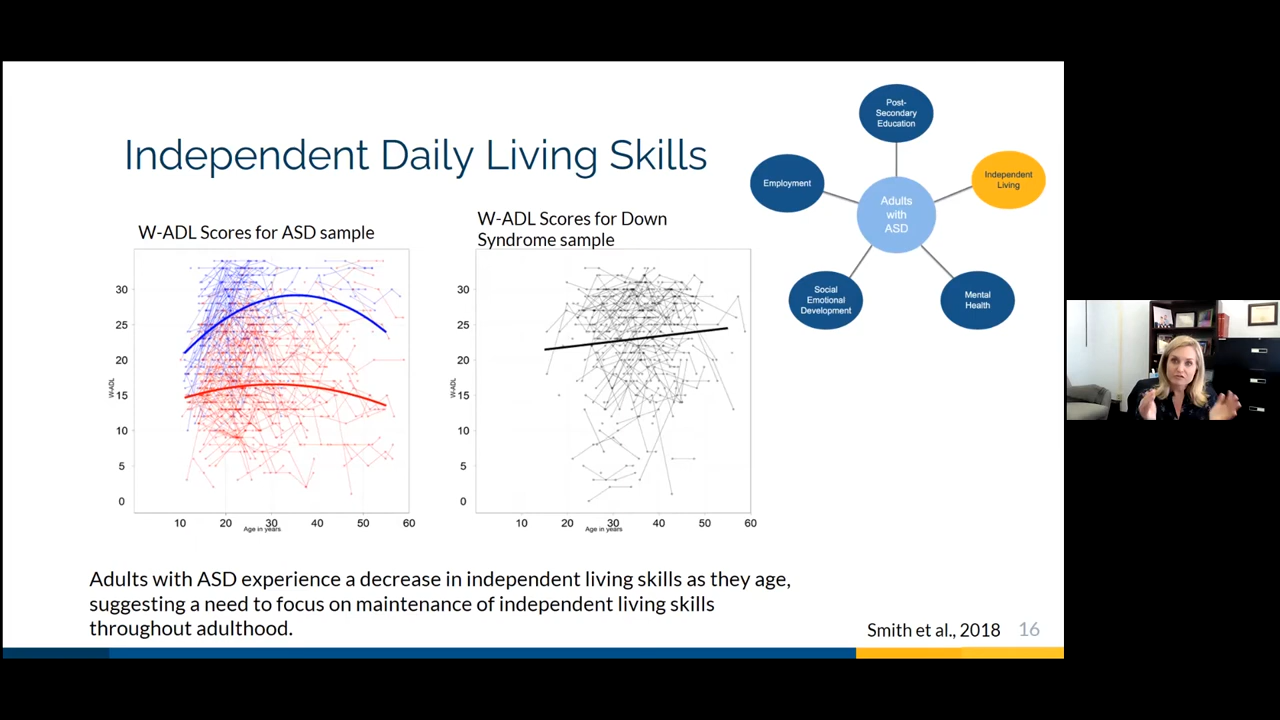 Independent Daily Living Skills
Post-
Secondary
Education
Employment
Independent
Living
Adults
with
ASD
Social
Emotional
Development
Mental
Health
W-ADL Scores for ASD sample
30
25
20
15
10
5
0
W-ADL
10 20 30 40 50 60
Age in years
W-ADL Scores for Down
Syndrome sample
30
25
20
15
10
5
0
W-ADL
10 20 30 40 50 60
Age in years
Adults with ASD experience a decrease in independent living skills as they age,
suggesting a need to focus on maintenance of independent living skills
throughout adulthood.
Smith et al., 2018 16